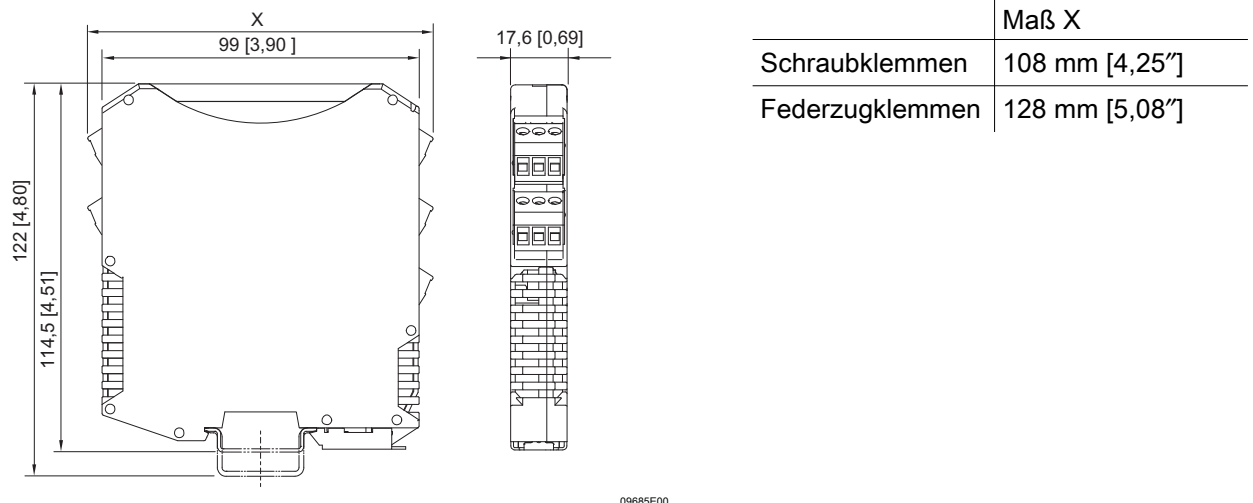 X
99 [3,90 ]
17,6 [0,69]
122 [4,80]
114,5 [4,51]
Maß X
Schraubklemmen 108 mm [4,25″]
Federzugklemmen 128 mm [5,08″]
09685E00